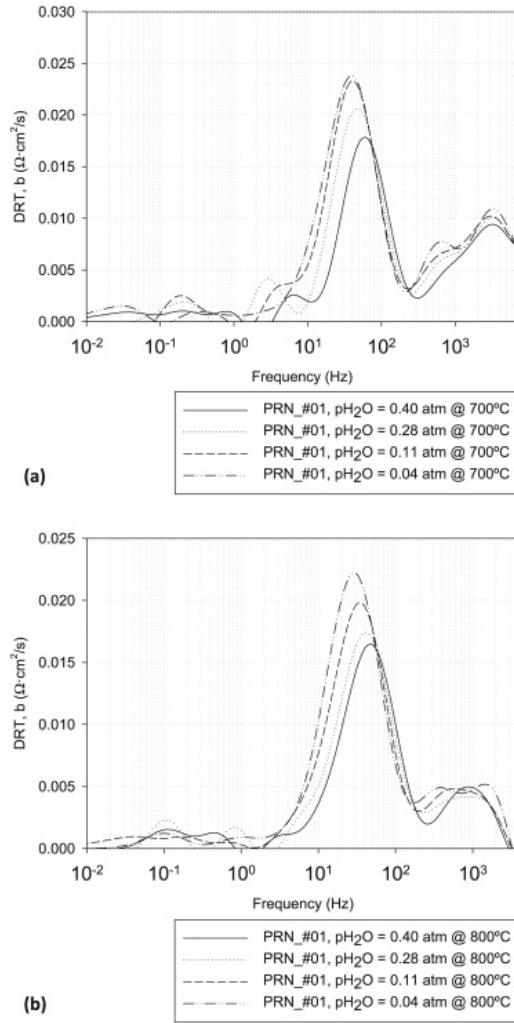 0.030
0.025
0.020
0.015
0.010
0.005
0.000
DRT, b (Ω·cm²/s)
10⁻² 10⁻¹ 10⁰ 10¹ 10² 10³
Frequency (Hz)
PRN_#01, pH₂O = 0.40 atm @ 700ºC
PRN_#01, pH₂O = 0.28 atm @ 700ºC
PRN_#01, pH₂O = 0.11 atm @ 700ºC
PRN_#01, pH₂O = 0.04 atm @ 700ºC
(a)
0.025
0.020
0.015
0.010
0.005
0.000
DRT, b (Ω·cm²/s)
10⁻² 10⁻¹ 10⁰ 10¹ 10² 10³
Frequency (Hz)
PRN_#01, pH₂O = 0.40 atm @ 800ºC
PRN_#01, pH₂O = 0.28 atm @ 800ºC
PRN_#01, pH₂O = 0.11 atm @ 800ºC
PRN_#01, pH₂O = 0.04 atm @ 800ºC
(b)